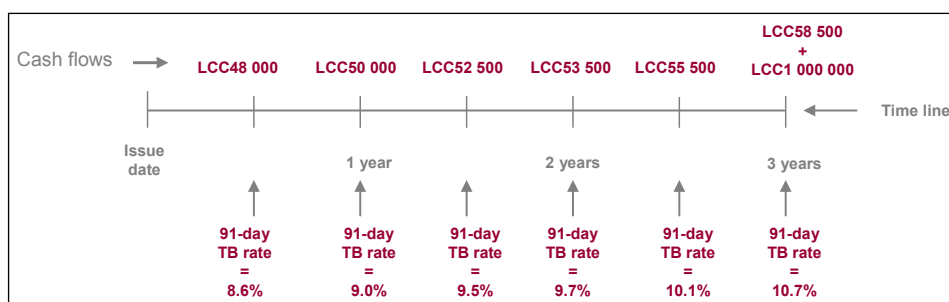 LCC58 500
+
LCC1 000 000
Cash flows
LCC48 000
LCC50 000
LCC52 500
LCC53 500
LCC55 500
Time line
Issue
date
1 year
2 years
3 years
91-day
TB rate
=
8.6%
91-day
TB rate
=
9.0%
91-day
TB rate
=
9.5%
91-day
TB rate
=
9.7%
91-day
TB rate
=
10.1%
91-day
TB rate
=
10.7%